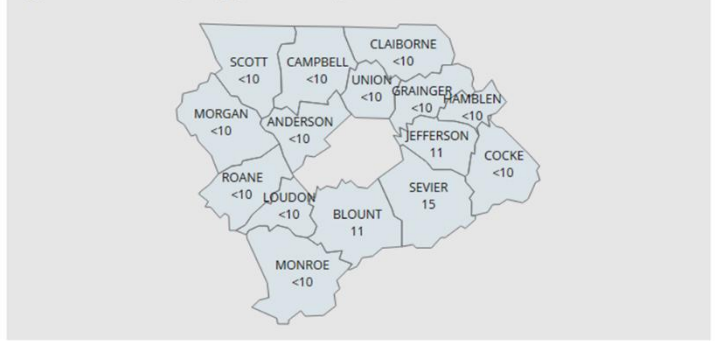 CLAIBORNE
<10
SCOTT
<10
CAMPBELL
<10
UNION
<10
GRAINGER
<10
HAMBLEN
<10
MORGAN
<10
ANDERSON
<10
JEFFERSON
11
COCKE
<10
ROANE
<10
LOUDON
<10
SEVIER
15
BLOUNT
11
MONROE
<10